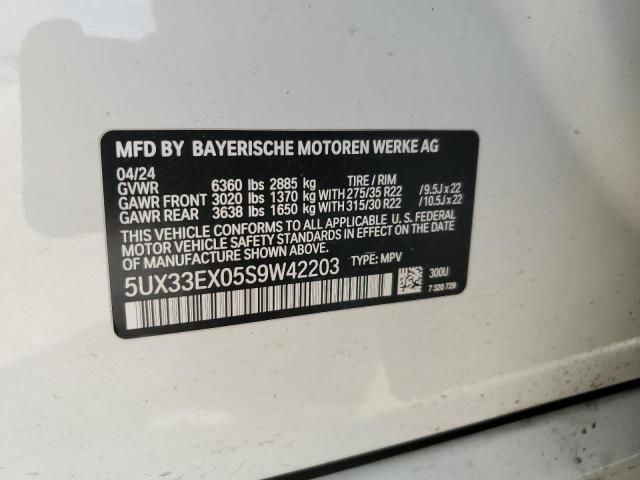 MFD BY BAYERISCHE MOTOREN WERKE AG
04/24
GVWR 6360 lbs 2885 kg TIRE / RIM
GAWR FRONT 3020 lbs 1370 kg WITH 275/35 R22 / 9.5J x 22
GAWR REAR 3638 lbs 1650 kg WITH 315/30 R22 / 10.5J x 22
THIS VEHICLE CONFORMS TO ALL APPLICABLE U. S. FEDERAL
MOTOR VEHICLE SAFETY STANDARDS IN EFFECT ON THE DATE
OF MANUFACTURE SHOWN ABOVE.
5UX33EX05S9W42203 TYPE: MPV
300U
7 320 729